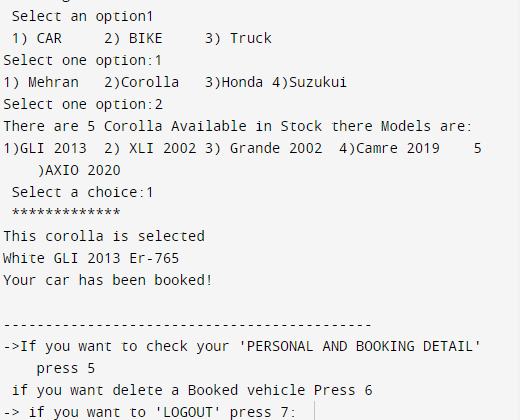 Select an option1
1) CAR 2) BIKE 3) Truck
Select one option:1
1) Mehran 2)Corolla 3)Honda 4)Suzukui
Select one option:2
There are 5 Corolla Available in Stock there Models are:
1)GLI 2013 2) XLI 2002 3) Grande 2002 4)Camre 2019 5
)AXIO 2020
Select a choice:1
*************
This corolla is selected
White GLI 2013 Er-765
Your car has been booked!
--------------------------------------------
->If you want to check your 'PERSONAL AND BOOKING DETAIL'
press 5
if you want delete a Booked vehicle Press 6
-> if you want to 'LOGOUT' press 7: